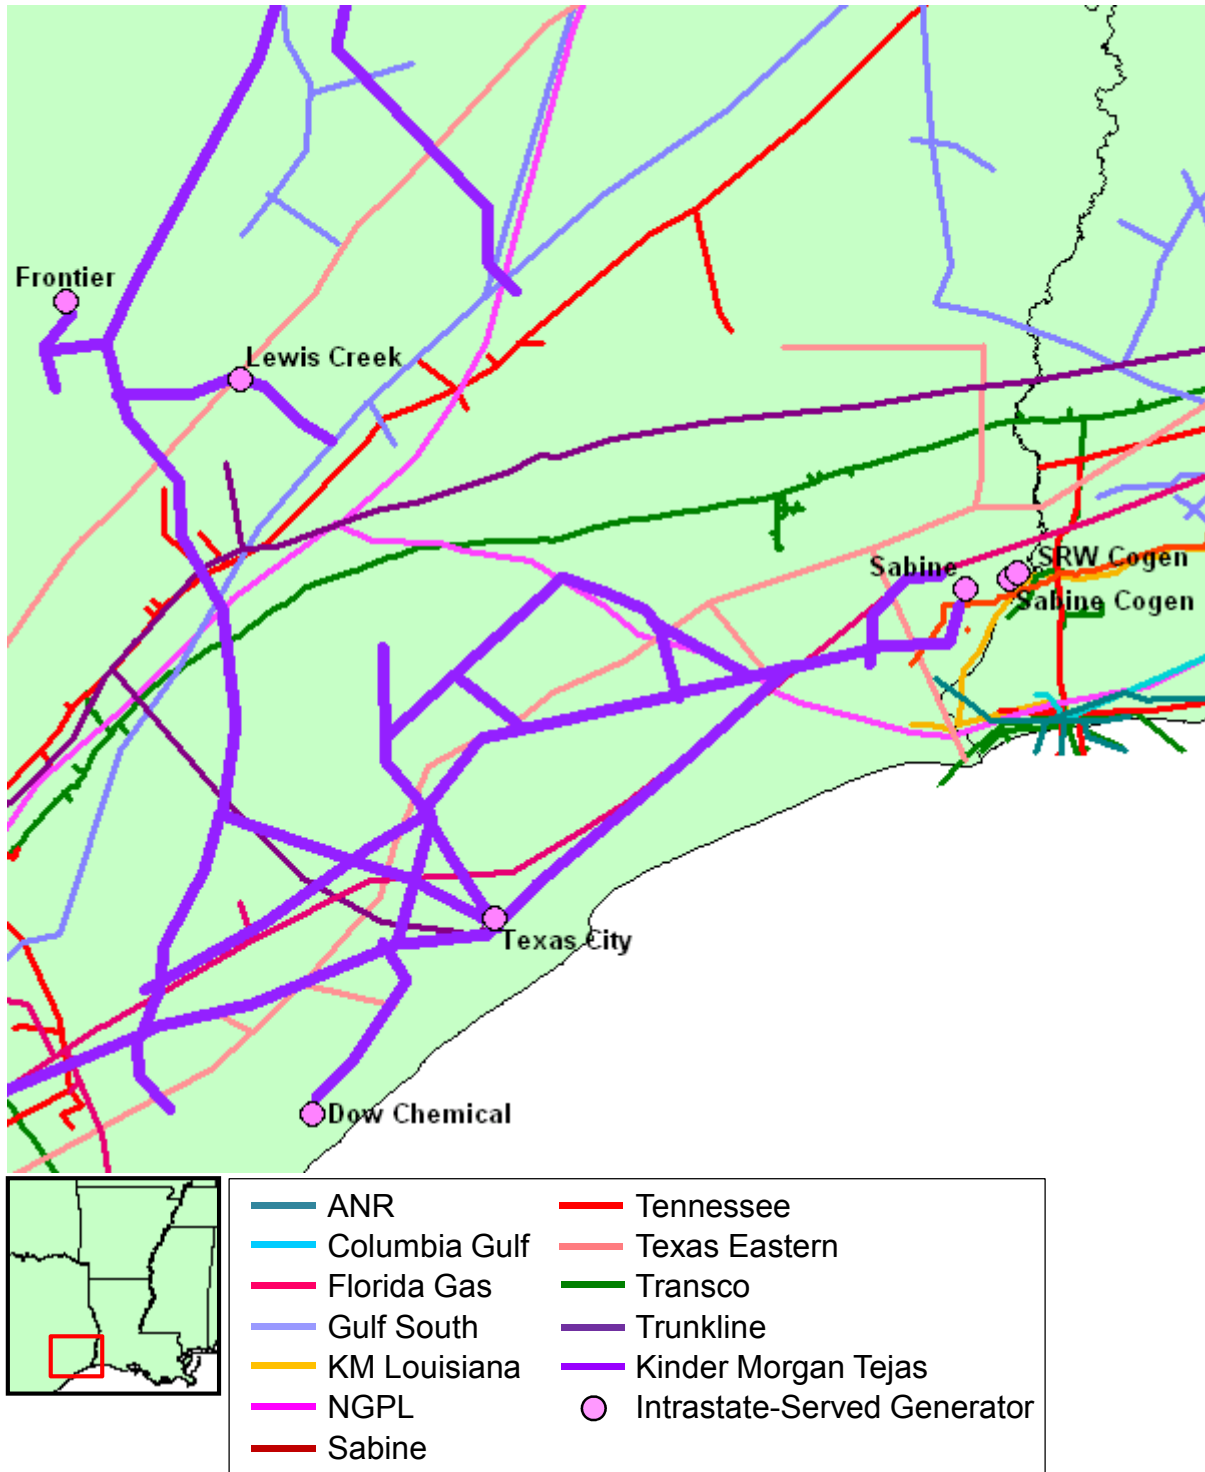 Frontier
Lewis Creek
Sabine
SRW Cogen
Sabine Cogen
Texas City
Dow Chemical
ANR
Columbia Gulf
Florida Gas
Gulf South
KM Louisiana
NGPL
Sabine
Tennessee
Texas Eastern
Transco
Trunkline
Kinder Morgan Tejas
Intrastate-Served Generator